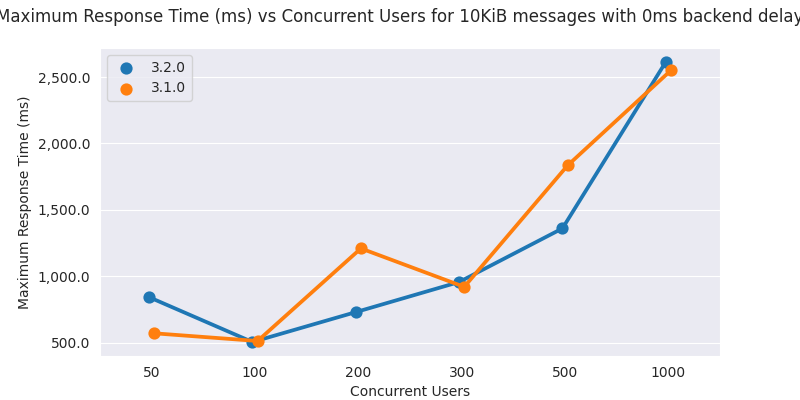 Maximum Response Time (ms) vs Concurrent Users for 10KiB messages with 0ms backend delay
3.2.0
3.1.0
2,500.0
2,000.0
1,500.0
1,000.0
500.0
Maximum Response Time (ms)
50 100 200 300 500 1000
Concurrent Users